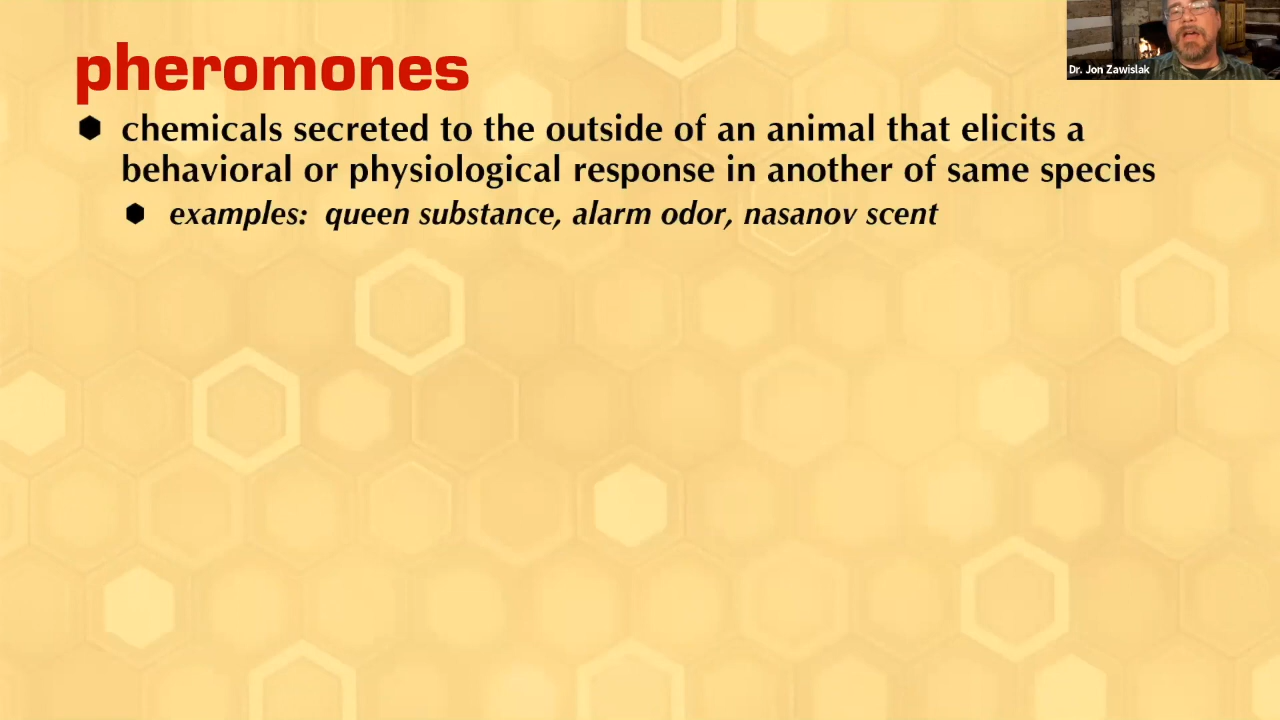 pheromones
Dr. Jon Zawislak
chemicals secreted to the outside of an animal that elicits a
behavioral or physiological response in another of same species
examples: queen substance, alarm odor, nasanov scent